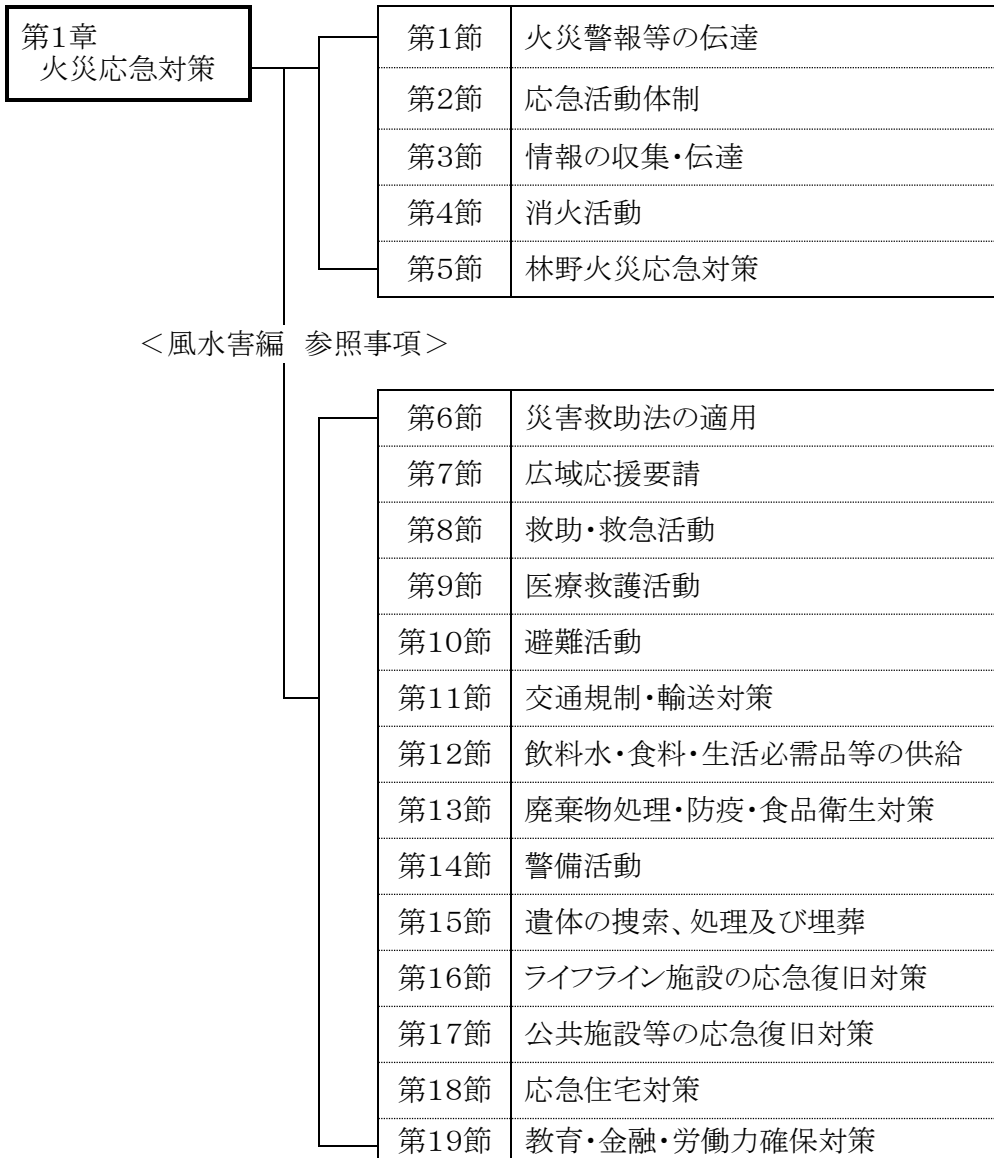 第1章
火災応急対策
第1節 火災警報等の伝達
第2節 応急活動体制
第3節 情報の収集・伝達
第4節 消火活動
第5節 林野火災応急対策
＜風水害編 参照事項＞
第6節 災害救助法の適用
第7節 広域応援要請
第8節 救助・救急活動
第9節 医療救護活動
第10節 避難活動
第11節 交通規制・輸送対策
第12節 飲料水・食料・生活必需品等の供給
第13節 廃棄物処理・防疫・食品衛生対策
第14節 警備活動
第15節 遺体の捜索、処理及び埋葬
第16節 ライフライン施設の応急復旧対策
第17節 公共施設等の応急復旧対策
第18節 応急住宅対策
第19節 教育・金融・労働力確保対策